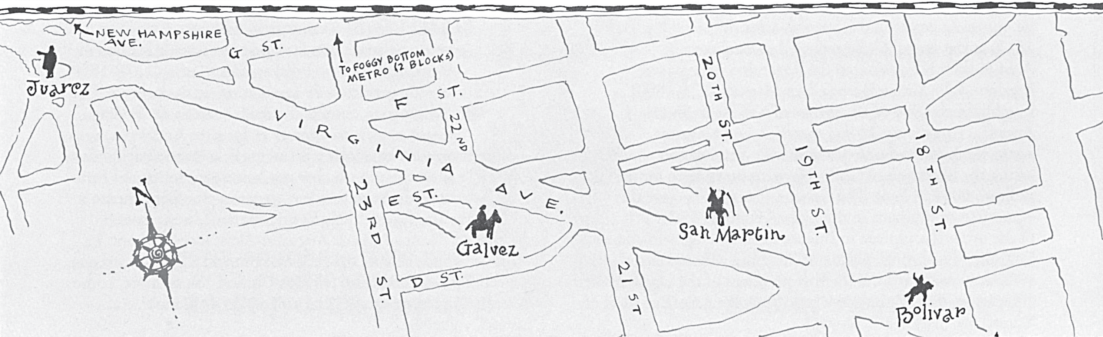 NEW HAMPSHIRE
AVE.
G ST.
TO FOGGY BOTTOM
METRO (2 BLOCKS)
Juarez
F ST.
22ND
VIRGINIA AVE.
20TH ST.
19TH ST.
18TH ST.
N
23RD ST.
E ST.
Galvez
San Martin
D ST.
21 ST
Bolivar